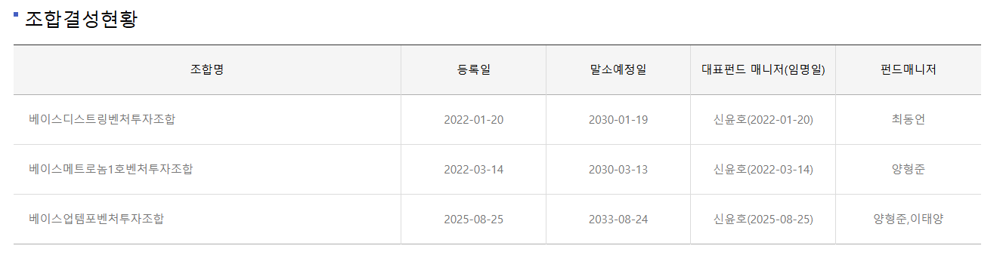 조합결성현황
조합명 등록일 말소예정일 대표펀드 매니저(임명일) 펀드매니저
베이스디스트링벤처투자조합 2022-01-20 2030-01-19 신윤호(2022-01-20) 최동언
베이스메트로놈1호벤처투자조합 2022-03-14 2030-03-13 신윤호(2022-03-14) 양형준
베이스업템포벤처투자조합 2025-08-25 2033-08-24 신윤호(2025-08-25) 양형준,이태양